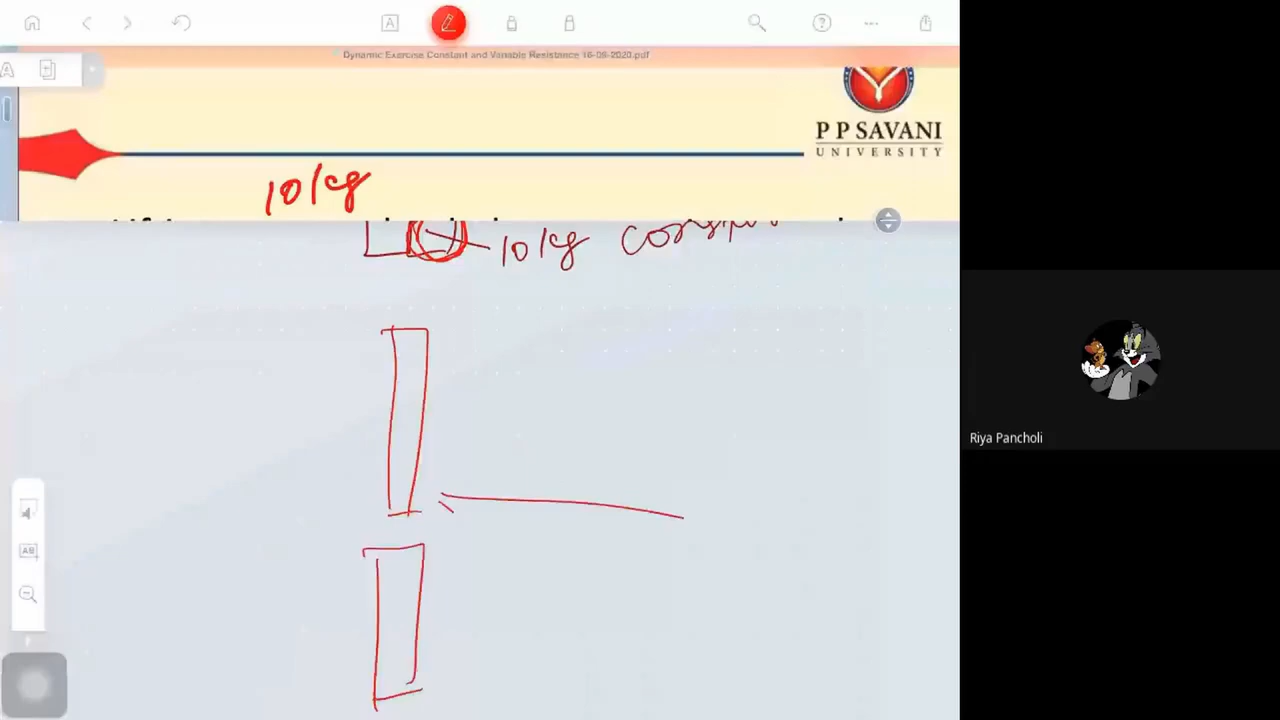 Dynamic Exercise Constant and Variable Resistance 16-09-2020.pdf
P P SAVANI
UNIVERSITY
10 kg
10 kg
Riya Pancholi